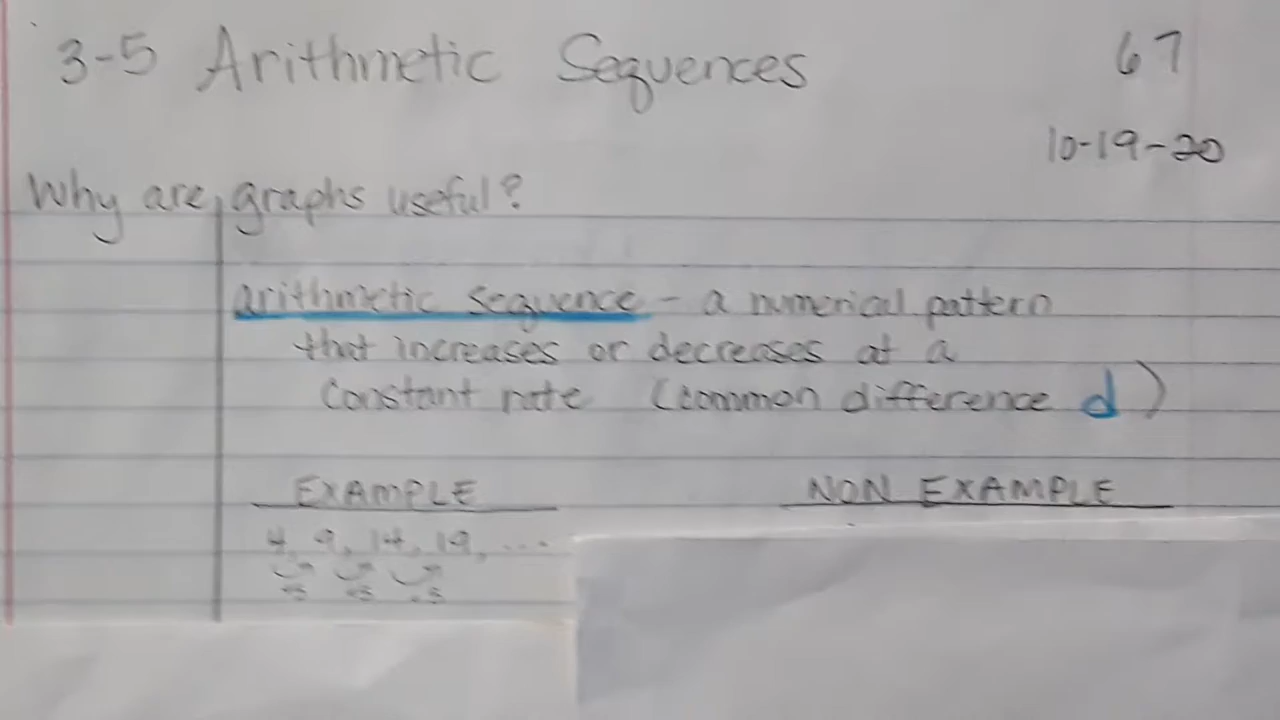 3-5 Arithmetic Sequences 67
10-19-20
Why are graphs useful?
arithmetic sequence - a numerical pattern
that increases or decreases at a
constant rate (common difference d)
EXAMPLE NON EXAMPLE
4, 9, 14, 19, ...
+5 +5 +5